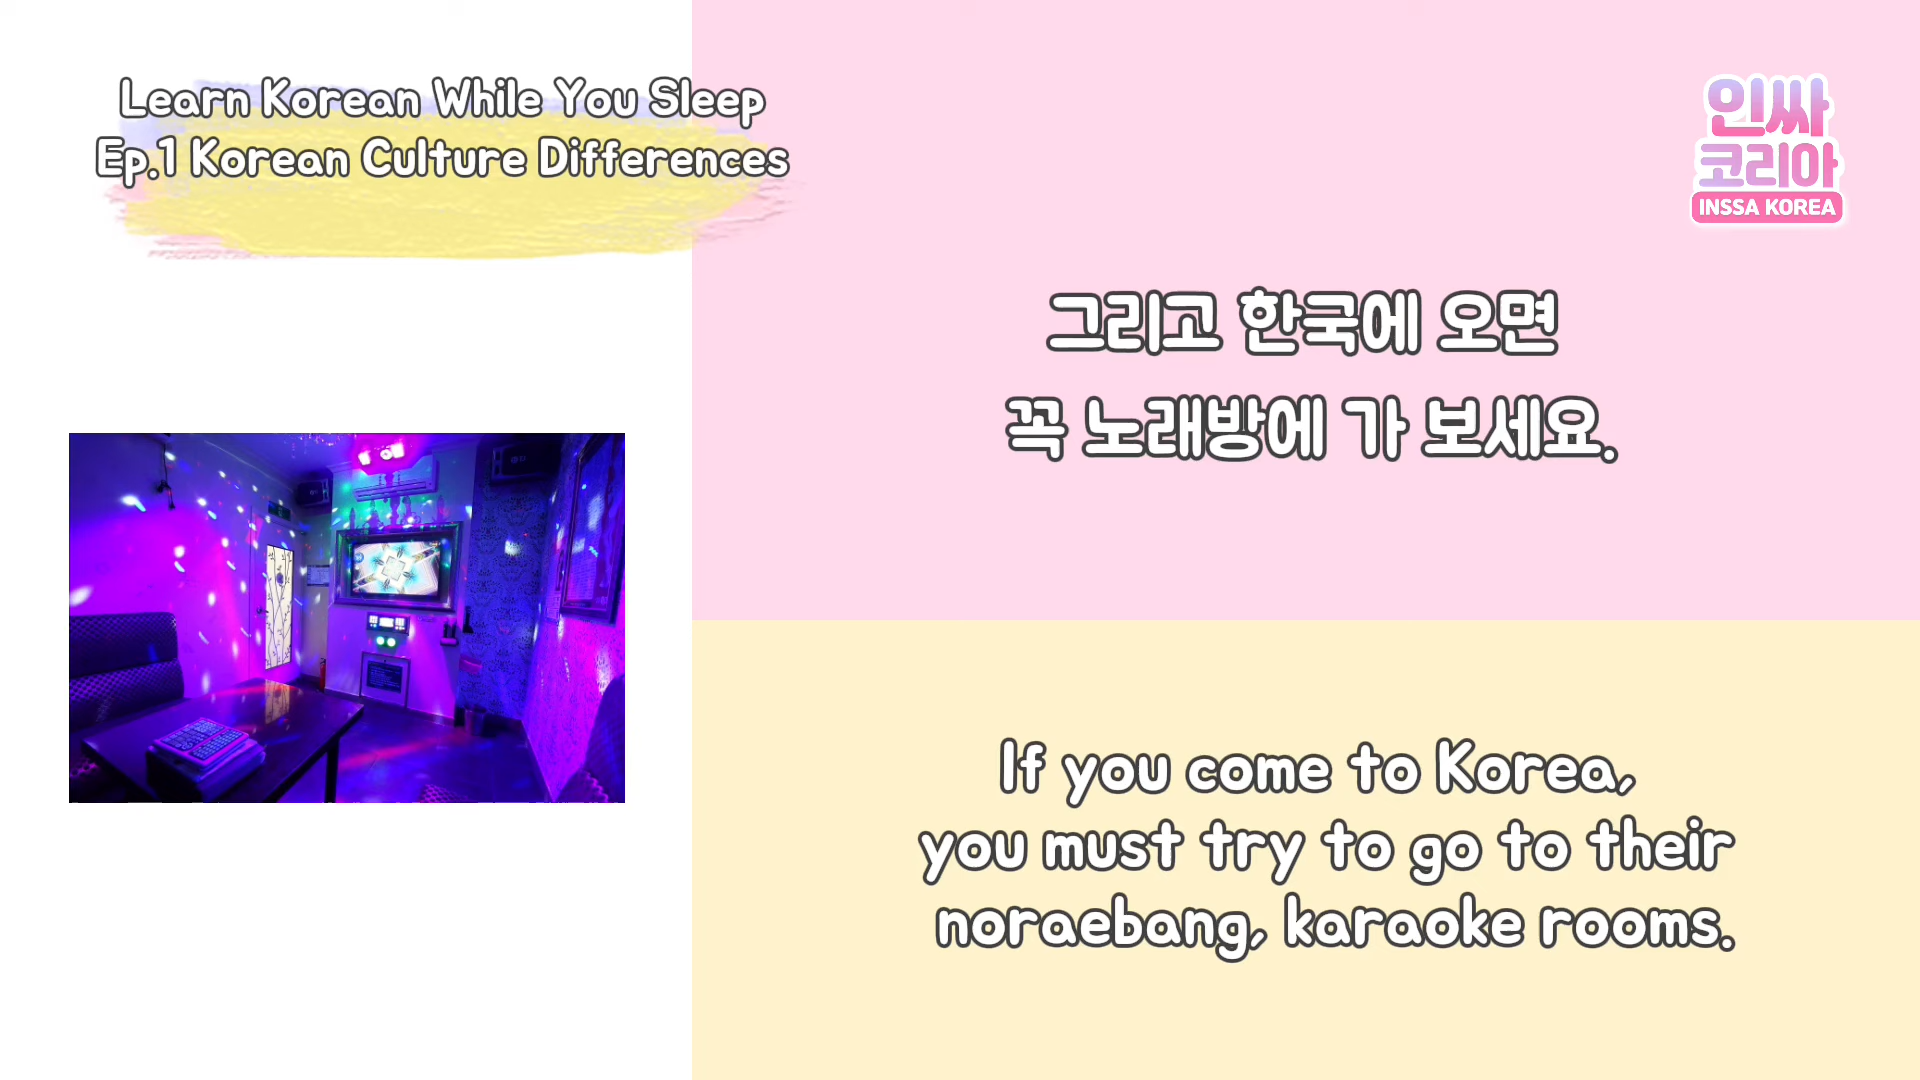 Learn Korean While You Sleep
Ep.1 Korean Culture Differences
인싸
코리아
INSSA KOREA
그리고 한국에 오면
꼭 노래방에 가 보세요.
If you come to Korea,
you must try to go to their
noraebang, karaoke rooms.